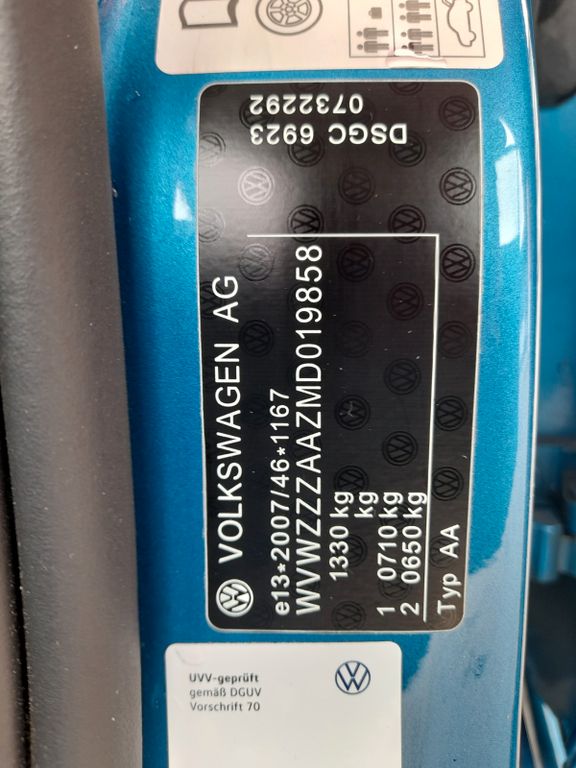 DSGC 6923
0732292
VOLKSWAGEN AG
e13*2007/46*1167
WVWZZZAAZMD019858
1330 kg
kg
1 0710 kg
2 0650 kg
Typ AA
UVV-geprüft
gemäß DGUV
Vorschrift 70